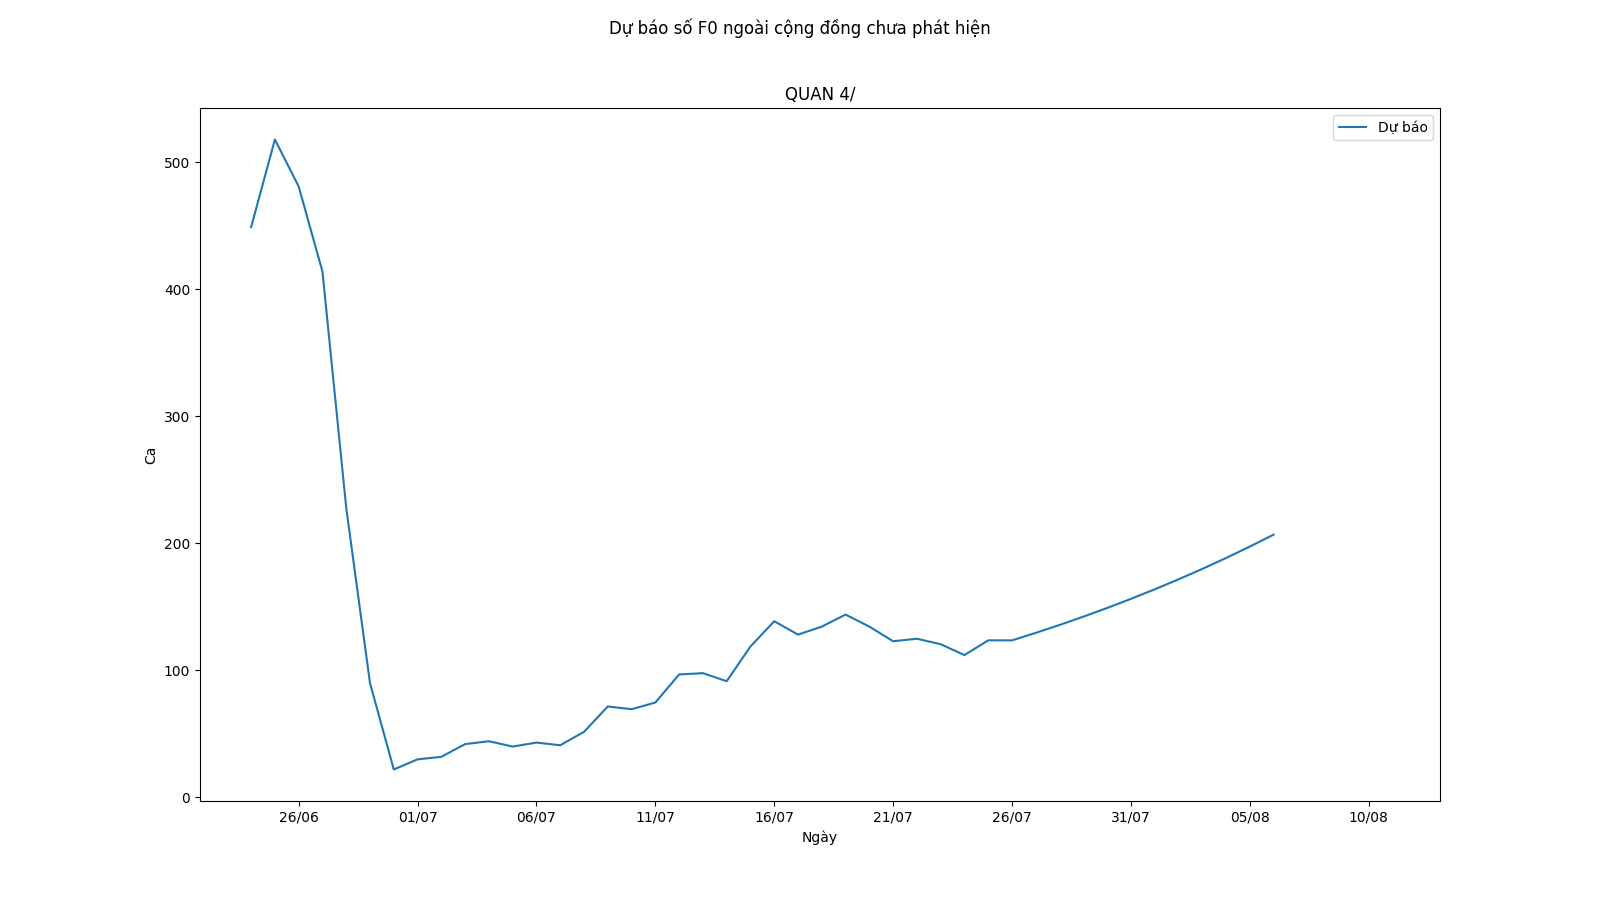 Dự báo số F0 ngoài cộng đồng chưa phát hiện
QUAN 4/
Dự báo
500
400
300
200
100
0
Ca
26/06 01/07 06/07 11/07 16/07 21/07 26/07 31/07 05/08 10/08
Ngày